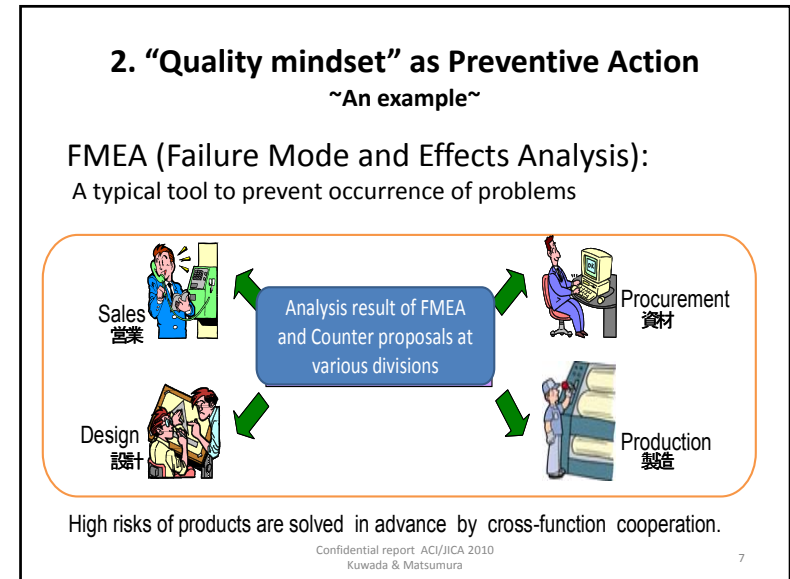 2. “Quality mindset” as Preventive Action
~An example~
FMEA (Failure Mode and Effects Analysis):
A typical tool to prevent occurrence of problems
Sales
営業
Analysis result of FMEA
and Counter proposals at
various divisions
Procurement
資材
Design
設計
Production
製造
High risks of products are solved in advance by cross-function cooperation.
Confidential report ACI/JICA 2010
Kuwada & Matsumura
7